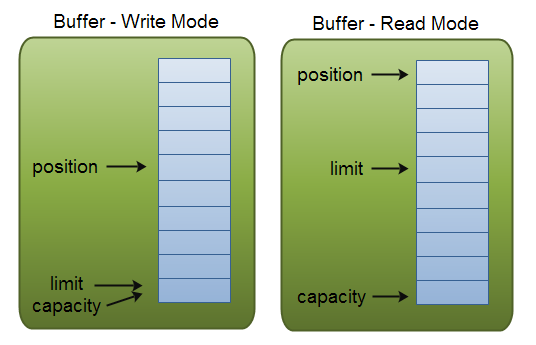 Buffer - Write Mode
position
limit
capacity
Buffer - Read Mode
position
limit
capacity